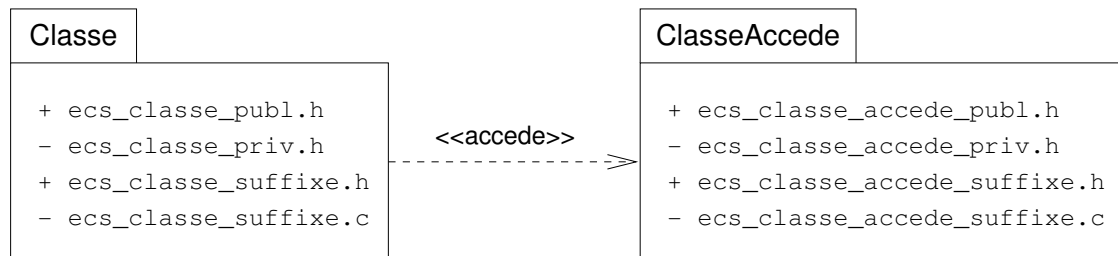 Classe
ClasseAccede
+ ecs_classe_publ.h
- ecs_classe_priv.h
+ ecs_classe_suffixe.h
- ecs_classe_suffixe.c
<<accede>>
+ ecs_classe_accede_publ.h
- ecs_classe_accede_priv.h
+ ecs_classe_accede_suffixe.h
- ecs_classe_accede_suffixe.c